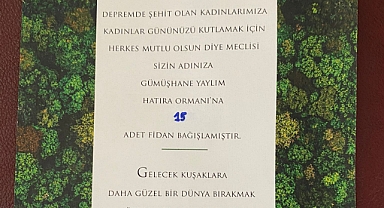 DEPREMDE ŞEHİT OLAN KADINLARIMIZA
KADINLAR GÜNÜNÜZÜ KUTLAMAK İÇİN
HERKES MUTLU OLSUN DİYE MECLİSİ
SİZİN ADINIZA
GÜMÜŞHANE YAYLIM
HATIRA ORMANI'NA
15
ADET FİDAN BAĞIŞLAMIŞTIR.
GELECEK KUŞAKLARA
DAHA GÜZEL BİR DÜNYA BIRAKMAK